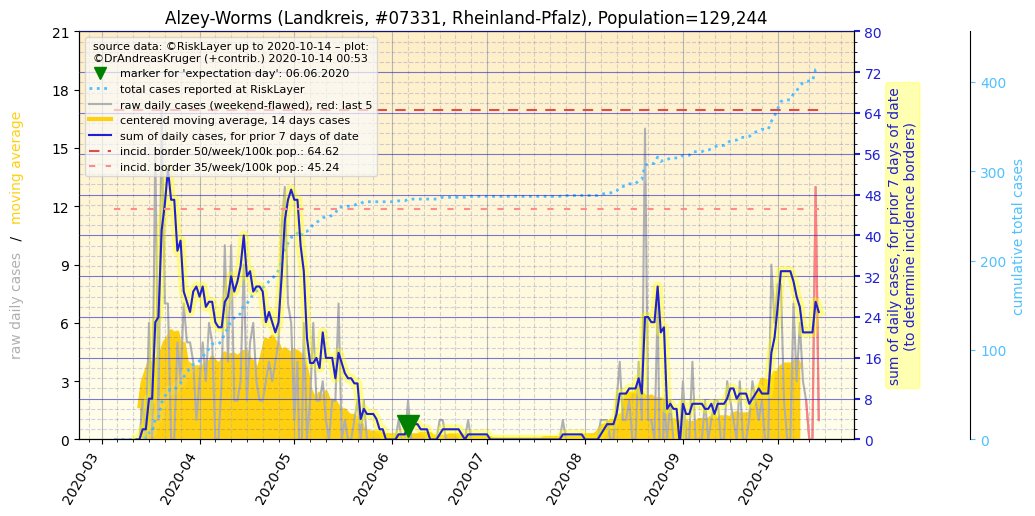 Alzey-Worms (Landkreis, #07331, Rheinland-Pfalz), Population=129,244
source data: ©RiskLayer up to 2020-10-14 – plot:
©DrAndreasKruger (+contrib.) 2020-10-14 00:53
marker for 'expectation day': 06.06.2020
total cases reported at RiskLayer
raw daily cases (weekend-flawed), red: last 5
centered moving average, 14 days cases
sum of daily cases, for prior 7 days of date
incid. border 50/week/100k pop.: 64.62
incid. border 35/week/100k pop.: 45.24
raw daily cases / moving average
21
18
15
12
9
6
3
0
2020-03
2020-04
2020-05
2020-06
2020-07
2020-08
2020-09
2020-10
80
72
64
56
48
40
32
24
16
8
0
sum of daily cases, for prior 7 days of date
(to determine incidence borders)
400
300
200
100
0
cumulative total cases